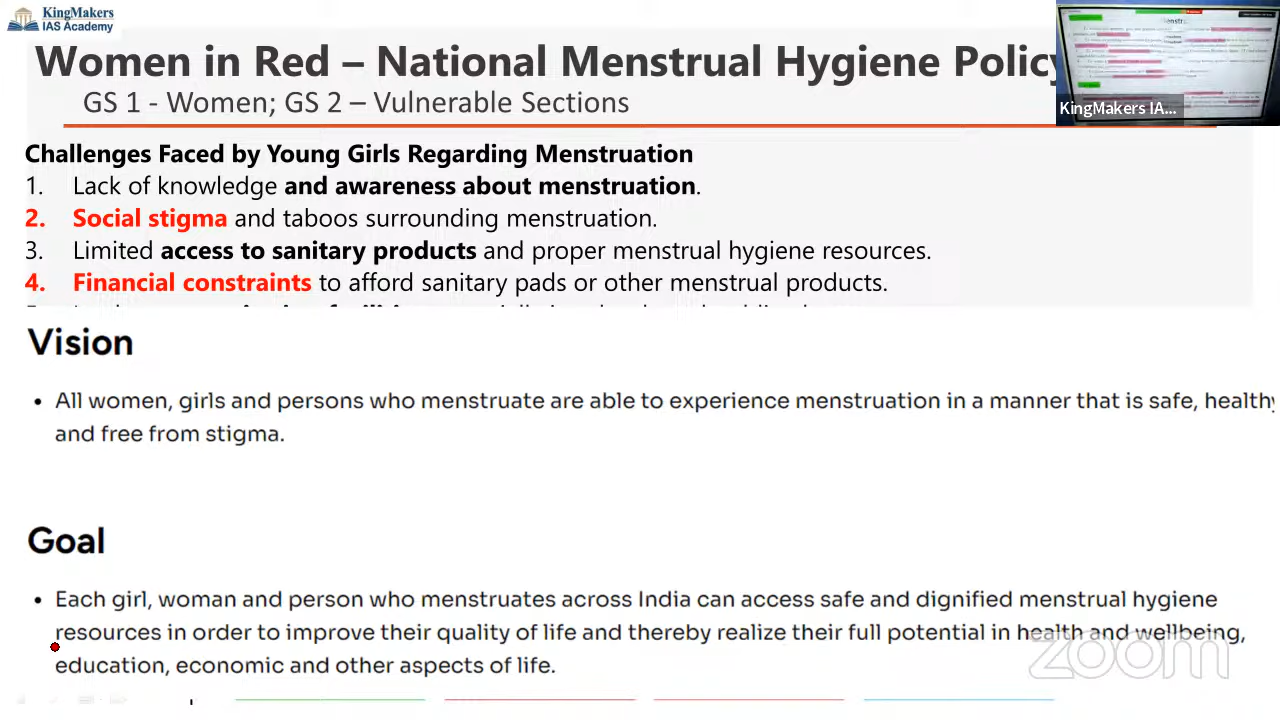 KingMakers
IAS Academy
Women in Red – National Menstrual Hygiene Policy
GS 1 - Women; GS 2 – Vulnerable Sections
KingMakers IA...
Challenges Faced by Young Girls Regarding Menstruation
1. Lack of knowledge and awareness about menstruation.
2. Social stigma and taboos surrounding menstruation.
3. Limited access to sanitary products and proper menstrual hygiene resources.
4. Financial constraints to afford sanitary pads or other menstrual products.
Vision
• All women, girls and persons who menstruate are able to experience menstruation in a manner that is safe, healthy
and free from stigma.
Goal
• Each girl, woman and person who menstruates across India can access safe and dignified menstrual hygiene
resources in order to improve their quality of life and thereby realize their full potential in health and wellbeing,
education, economic and other aspects of life.
zoom